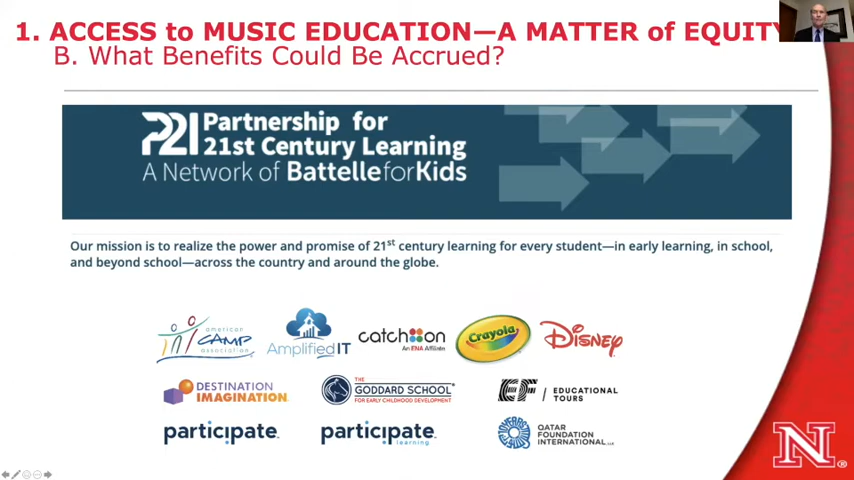 1. ACCESS to MUSIC EDUCATION—A MATTER of EQUITY
B. What Benefits Could Be Accrued?
P21 Partnership for
21st Century Learning
A Network of BattelleforKids
Our mission is to realize the power and promise of 21st century learning for every student—in early learning, in school,
and beyond school—across the country and around the globe.
american
CAMP
association
AmplifiedIT
catchon
An ENA Affiliate
Crayola
Disney
DESTINATION
IMAGINATION
THE
GODDARD SCHOOL
FOR EARLY CHILDHOOD DEVELOPMENT
EF / EDUCATIONAL
TOURS
participate
participate
learning
QATAR
FOUNDATION
INTERNATIONAL LLC
N